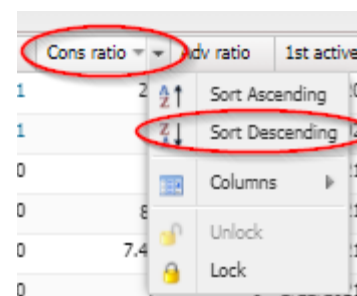 Cons ratio Adv ratio 1st active
1 2 Sort Ascending
1 Sort Descending
0 Columns
0 8 Unlock
0 7.4 Lock
0